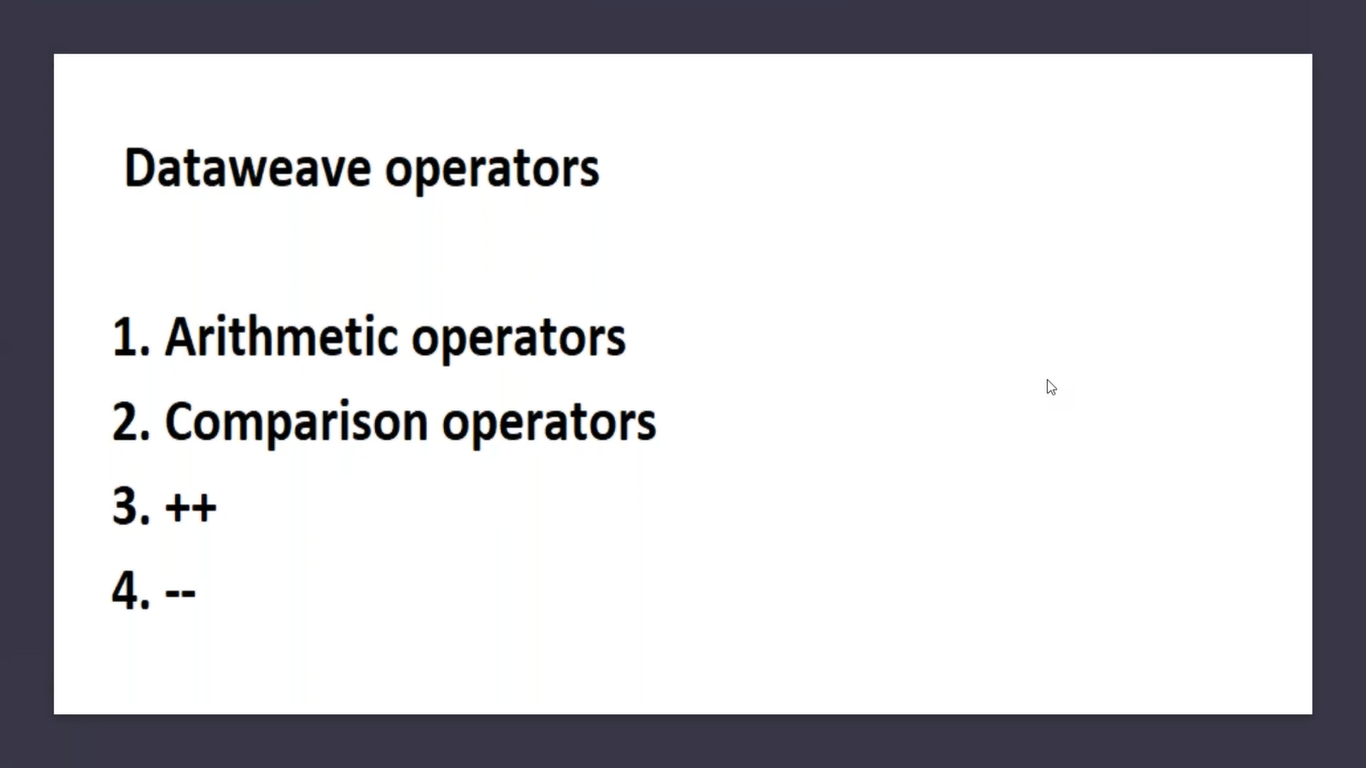 Dataweave operators
1. Arithmetic operators
2. Comparison operators
3. ++
4. --